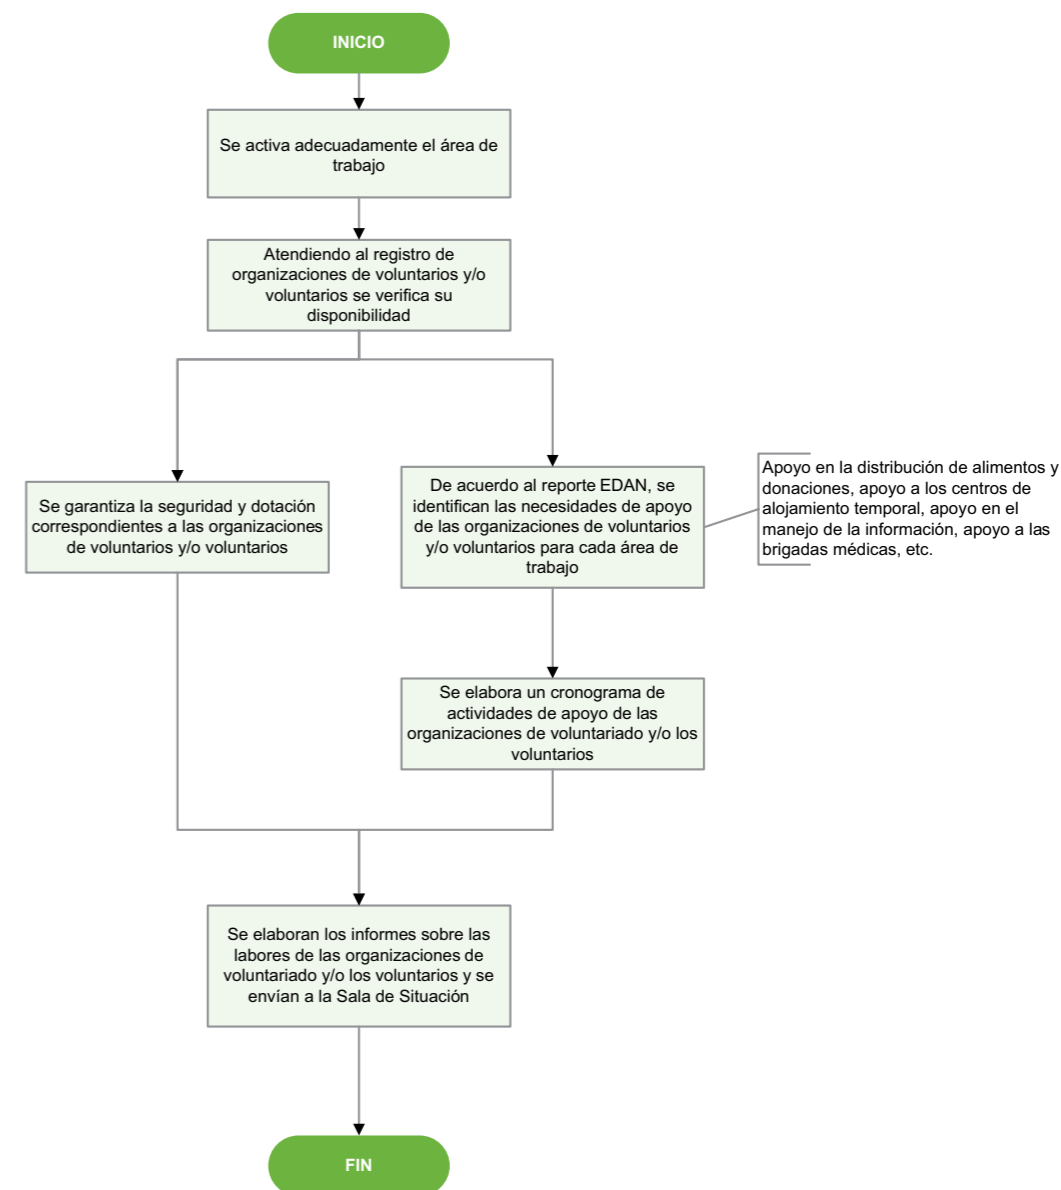 INICIO
Se activa adecuadamente el área de
trabajo
Atendiendo al registro de
organizaciones de voluntarios y/o
voluntarios se verifica su
disponibilidad
Se garantiza la seguridad y dotación
correspondientes a las organizaciones
de voluntarios y/o voluntarios
De acuerdo al reporte EDAN, se
identifican las necesidades de apoyo
de las organizaciones de voluntarios
y/o voluntarios para cada área de
trabajo
Apoyo en la distribución de alimentos y
donaciones, apoyo a los centros de
alojamiento temporal, apoyo en el
manejo de la información, apoyo a las
brigadas médicas, etc.
Se elabora un cronograma de
actividades de apoyo de las
organizaciones de voluntariado y/o los
voluntarios
Se elaboran los informes sobre las
labores de las organizaciones de
voluntariado y/o los voluntarios y se
envían a la Sala de Situación
FIN